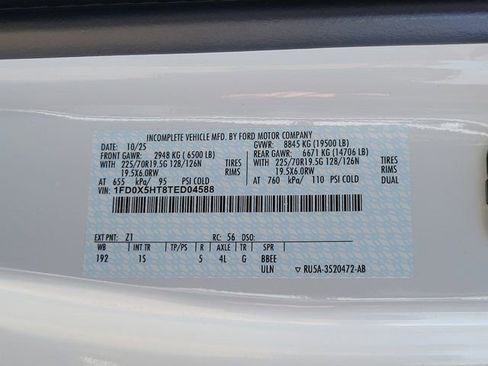 INCOMPLETE VEHICLE MFD. BY FORD MOTOR COMPANY
DATE: 10/25 GVWR: 8845 KG (19500 LB)
FRONT GAWR: 2948 KG ( 6500 LB) REAR GAWR: 6671 KG (14706 LB)
WITH 225/70R19.5G 128/126N TIRES WITH 225/70R19.5G 128/126N TIRES
19.5X6.0RW RIMS 19.5X6.0RW RIMS
AT 655 kPa/ 95 PSI COLD AT 760 kPa/ 110 PSI COLD DUAL
VIN: 1FD0X5HT8TED04588
EXT PNT: Z1 RC: 56 DSO:
WB INT TR TP/PS R AXLE TR SPR
192 1S 5 4L G BBEE
ULN RU5A-3520472-AB